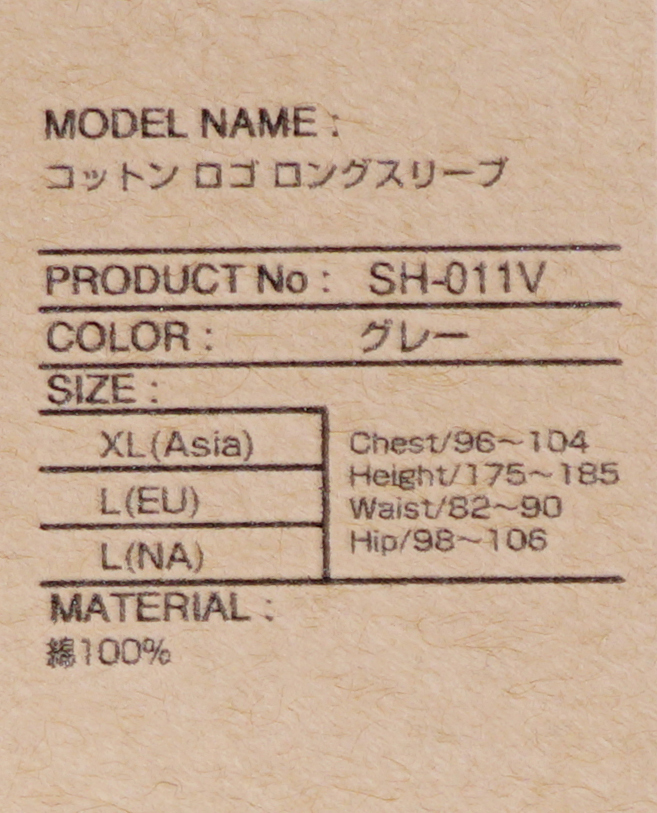 MODEL NAME :
コットン ロゴ ロングスリーブ
PRODUCT No : SH-011V
COLOR : グレー
SIZE :
XL(Asia)
L(EU)
L(NA)
Chest/96〜104
Height/175〜185
Waist/82〜90
Hip/98〜106
MATERIAL :
綿100%